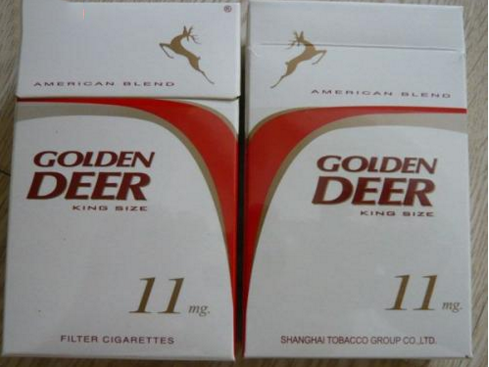 ®
AMERICAN BLEND
GOLDEN
DEER
KING SIZE
11 mg.
FILTER CIGARETTES
AMERICAN BLEND
GOLDEN
DEER
KING SIZE
11 mg.
SHANGHAI TOBACCO GROUP CO.,LTD.